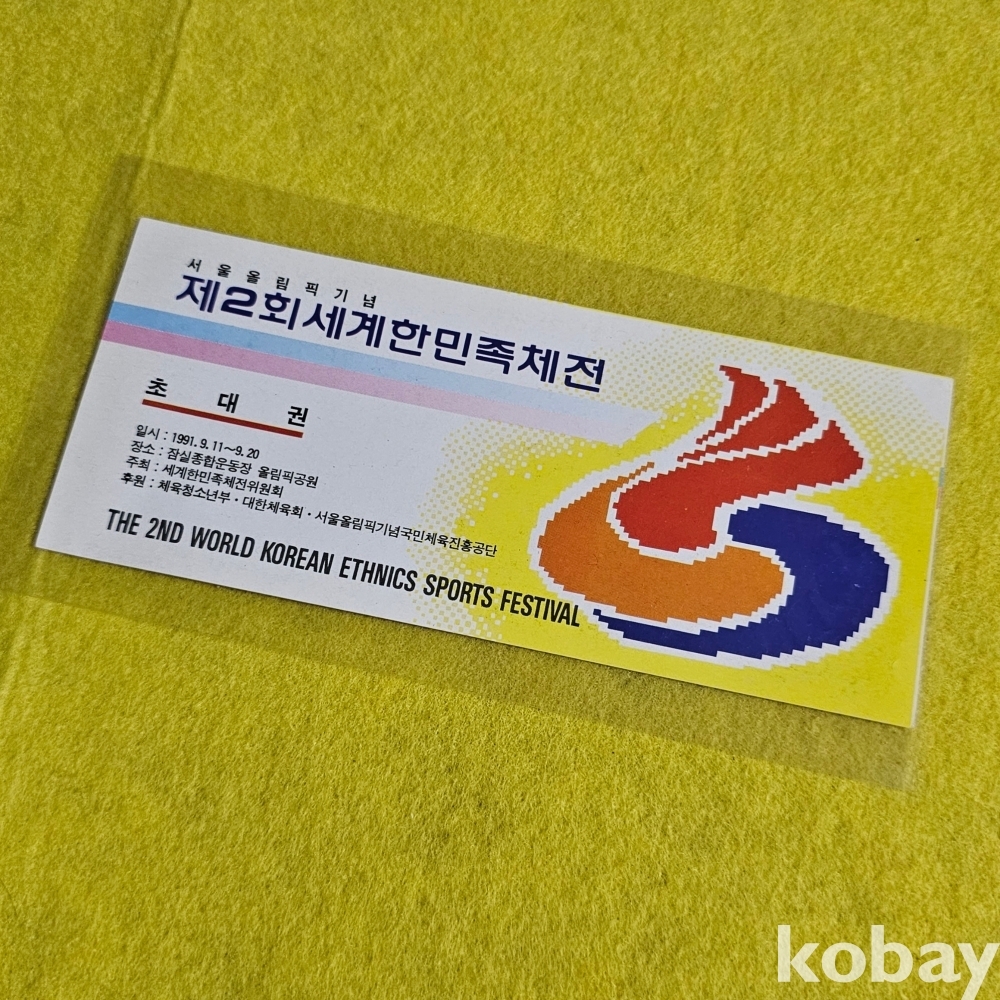 서울올림픽기념
제2회세계한민족체전
초대권
일시 : 1991. 9. 11~9. 20
장소 : 잠실종합운동장 올림픽공원
주최 : 세계한민족체전위원회
후원 : 체육청소년부 · 대한체육회 · 서울올림픽기념국민체육진흥공단
THE 2ND WORLD KOREAN ETHNICS SPORTS FESTIVAL
kobay